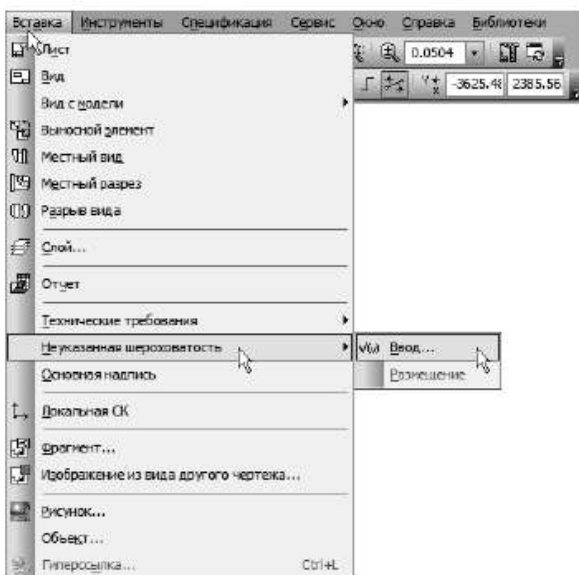 Вставка Инструменты Спецификация Сервис Окно Справка Библиотеки
Лист
0.0504
Вид
-3625.48 2385.56
Вид с модели
Выносной элемент
Местный вид
Местный разрез
Разрыв вида
Слой...
Отчет
Технические требования
Неуказанная шероховатость
Ввод...
Основная надпись
Размещение
Локальная СК
Фрагмент...
Изображение из вида другого чертежа...
Рисунок...
Объект...
Гиперссылка... Ctrl+L